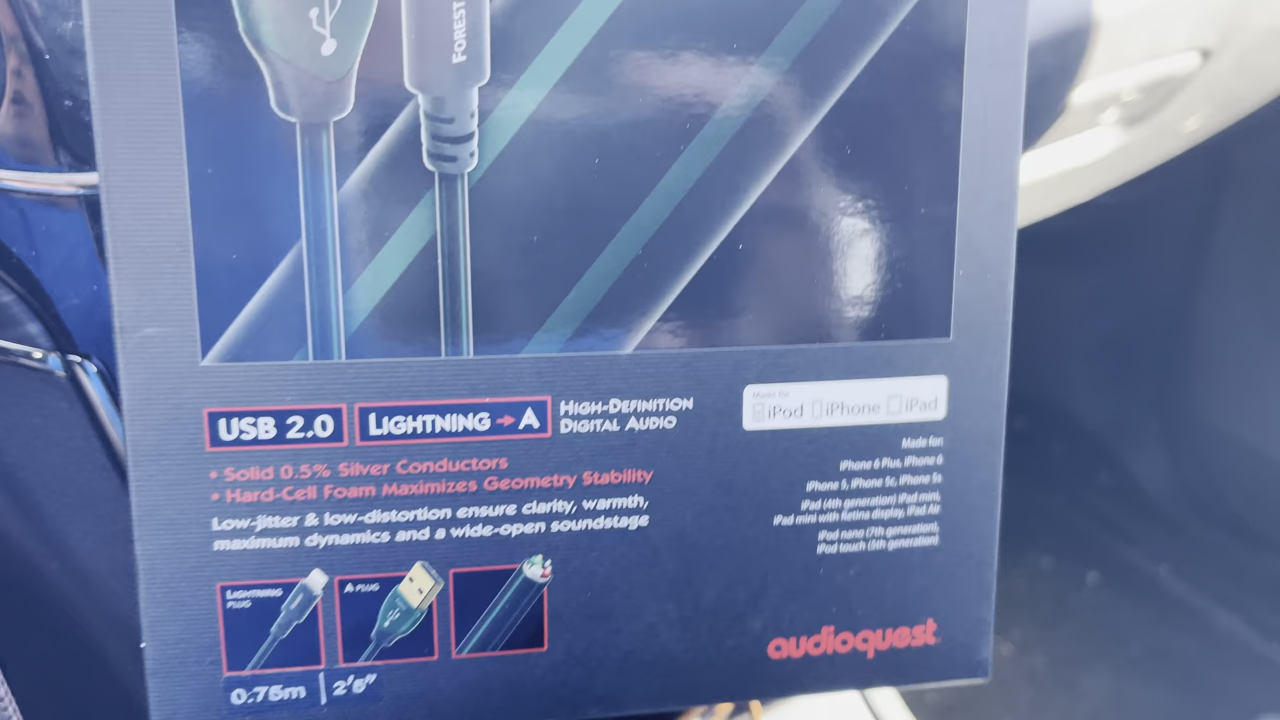 FOREST
USB 2.0
LIGHTNING → A
HIGH-DEFINITION
DIGITAL AUDIO
• SOLID 0.5% SILVER CONDUCTORS
• HARD-CELL FOAM MAXIMIZES GEOMETRY STABILITY
LOW-JITTER & LOW-DISTORTION ENSURE CLARITY, WARMTH,
MAXIMUM DYNAMICS AND A WIDE-OPEN SOUNDSTAGE
LIGHTNING
PLUG
A PLUG
0.75m | 2'6"
Made for
iPod iPhone iPad
Made for:
iPhone 6 Plus, iPhone 6
iPhone 5, iPhone 5c, iPhone 5s
iPad (4th generation) iPad mini,
iPad mini with Retina display, iPad Air
iPod nano (7th generation),
iPod touch (5th generation)
audioquest